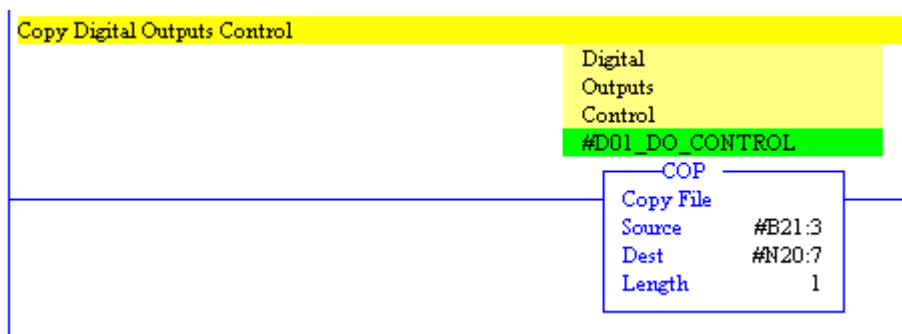 Copy Digital Outputs Control
Digital
Outputs
Control
#D01_DO_CONTROL
COP
Copy File
Source #B21:3
Dest #N20:7
Length 1